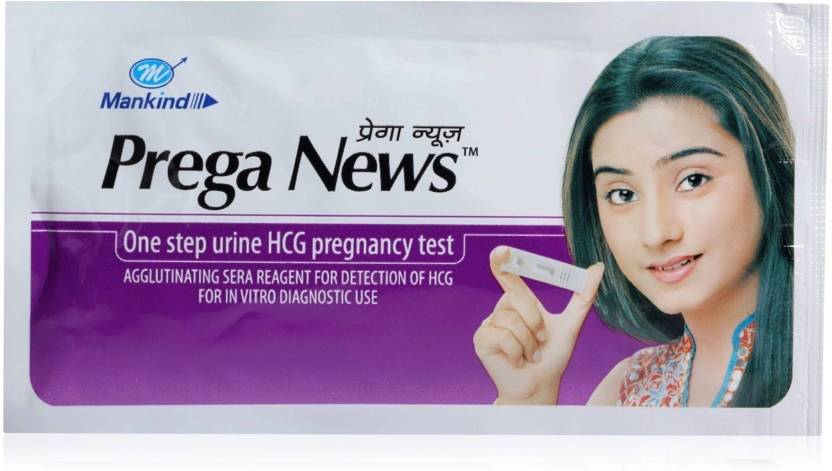 m
Mankind
प्रेगा न्यूज़
Prega News™
One step urine HCG pregnancy test
AGGLUTINATING SERA REAGENT FOR DETECTION OF HCG
FOR IN VITRO DIAGNOSTIC USE